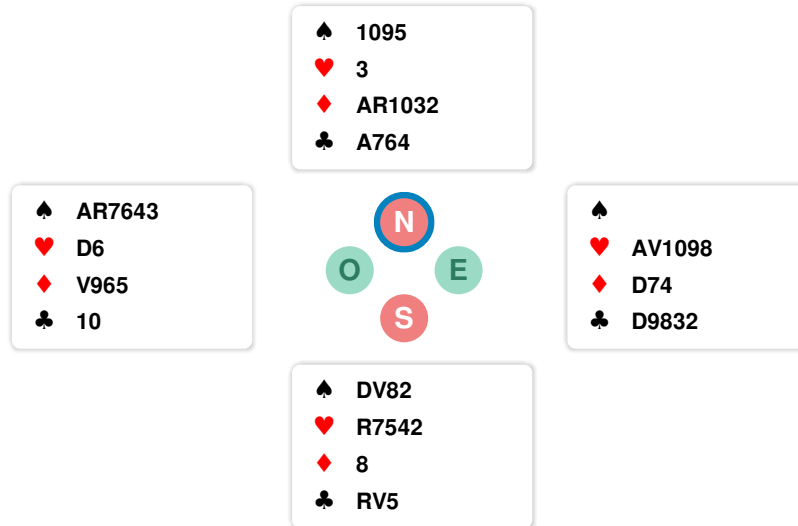 ♠ 1095
♥ 3
♦ AR1032
♣ A764
♠ AR7643
♥ D6
♦ V965
♣ 10
N
O E
S
♠
♥ AV1098
♦ D74
♣ D9832
♠ DV82
♥ R7542
♦ 8
♣ RV5